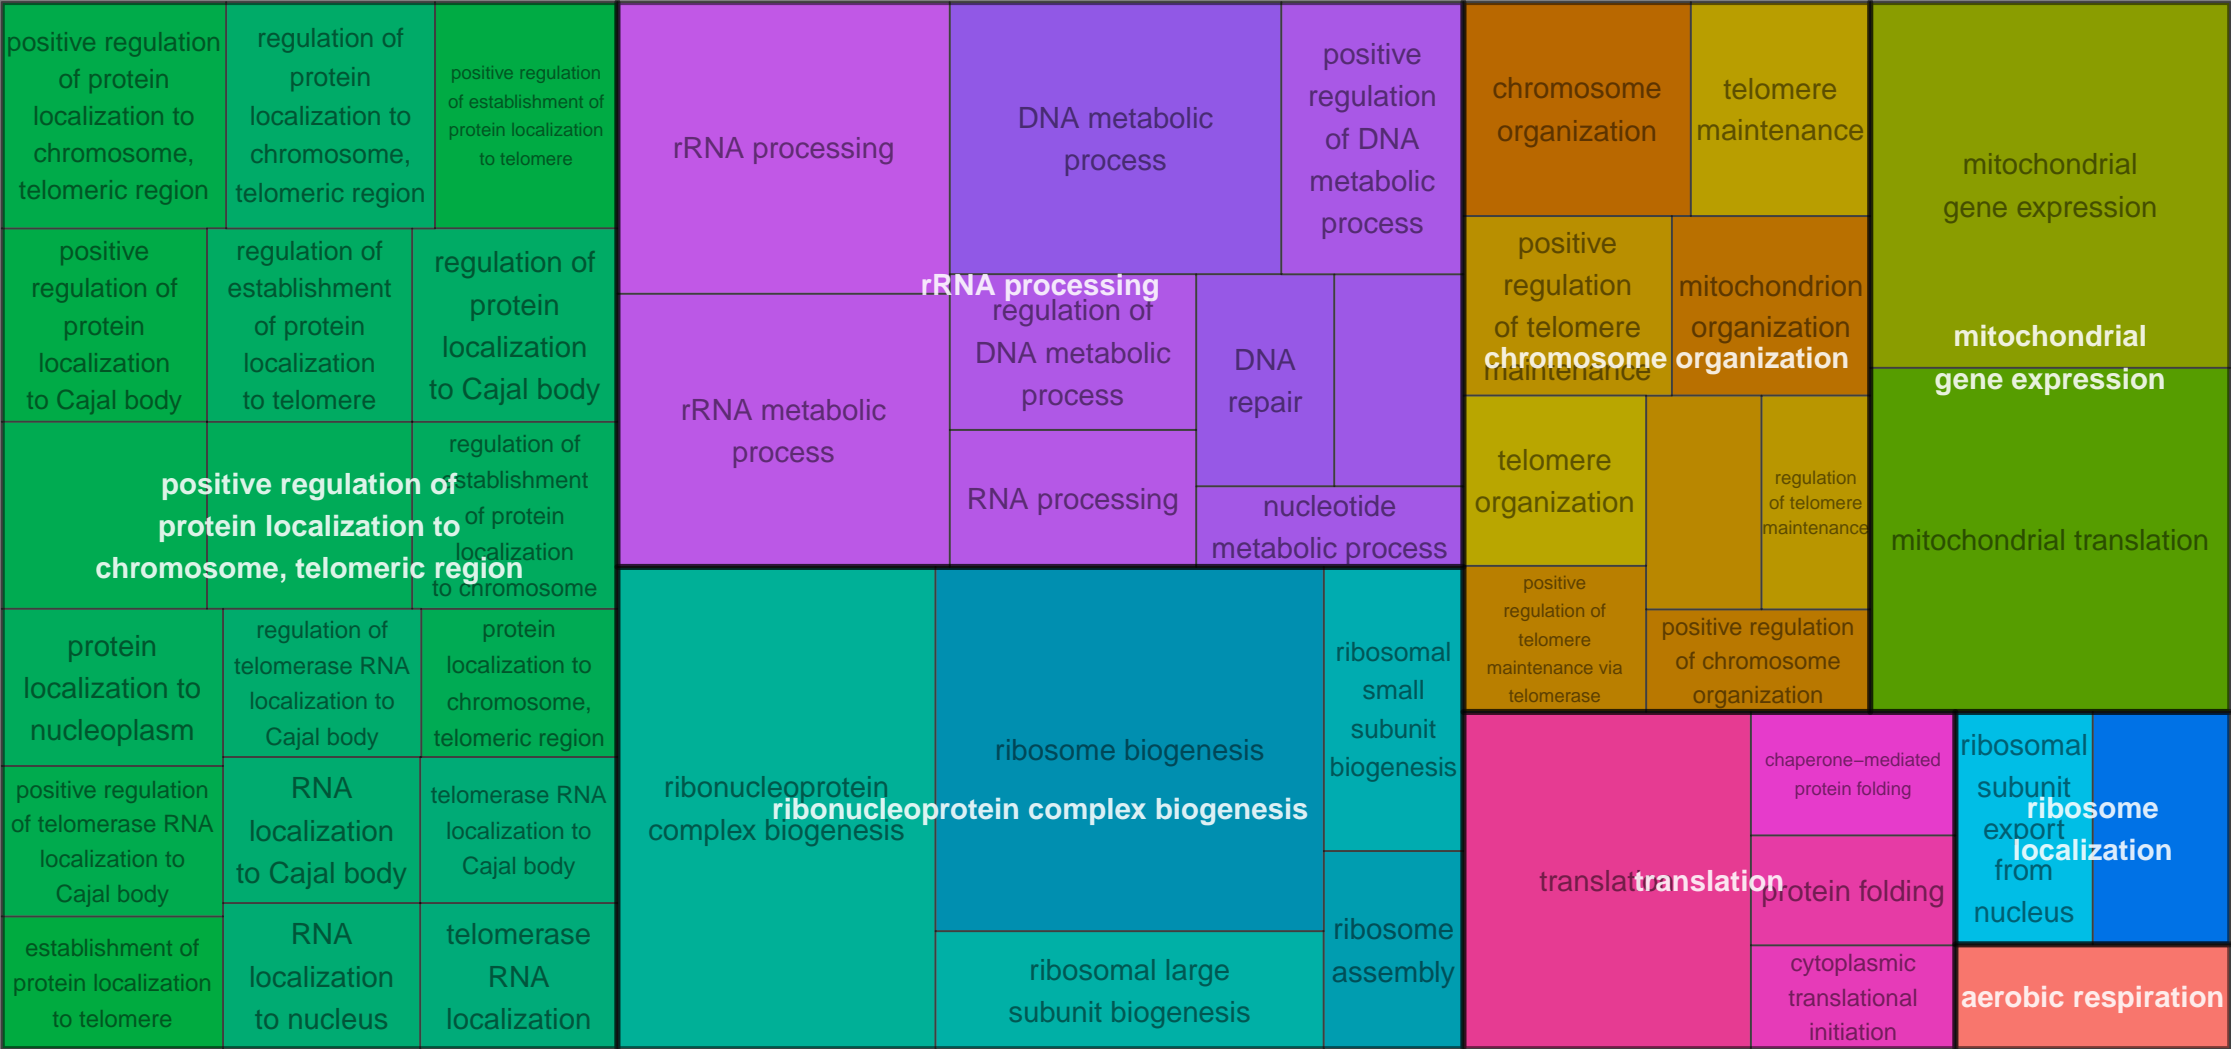 positive regulation
of protein
localization to
chromosome,
telomeric region
regulation of
protein
localization to
chromosome,
telomeric region
positive regulation
of establishment of
protein localization
to telomere
positive
regulation of
protein
localization
to Cajal body
regulation of
establishment
of protein
localization
to telomere
regulation of
protein
localization
to Cajal body
positive regulation of
protein localization to
chromosome, telomeric region
regulation of
establishment
of protein
localization
to chromosome
protein
localization to
nucleoplasm
regulation of
telomerase RNA
localization to
Cajal body
protein
localization to
chromosome,
telomeric region
positive regulation
of telomerase RNA
localization to
Cajal body
RNA
localization
to Cajal body
telomerase RNA
localization to
Cajal body
establishment of
protein localization
to telomere
RNA
localization
to nucleus
telomerase
RNA
localization
rRNA processing
DNA metabolic
process
positive
regulation
of DNA
metabolic
process
rRNA processing
rRNA metabolic
process
regulation of
DNA metabolic
process
DNA
repair
RNA processing
nucleotide
metabolic process
ribonucleoprotein
complex biogenesis
ribosome biogenesis
ribonucleoprotein complex biogenesis
ribosomal
small
subunit
biogenesis
ribosomal large
subunit biogenesis
ribosome
assembly
chromosome
organization
telomere
maintenance
positive
regulation
of telomere
maintenance
mitochondrion
organization
chromosome organization
telomere
organization
regulation
of telomere
maintenance
positive
regulation of
telomere
maintenance via
telomerase
positive regulation
of chromosome
organization
mitochondrial
gene expression
mitochondrial
gene expression
mitochondrial translation
translation
translation
chaperone−mediated
protein folding
protein folding
cytoplasmic
translational
initiation
ribosomal
subunit
export
from
nucleus
ribosome
localization
aerobic respiration